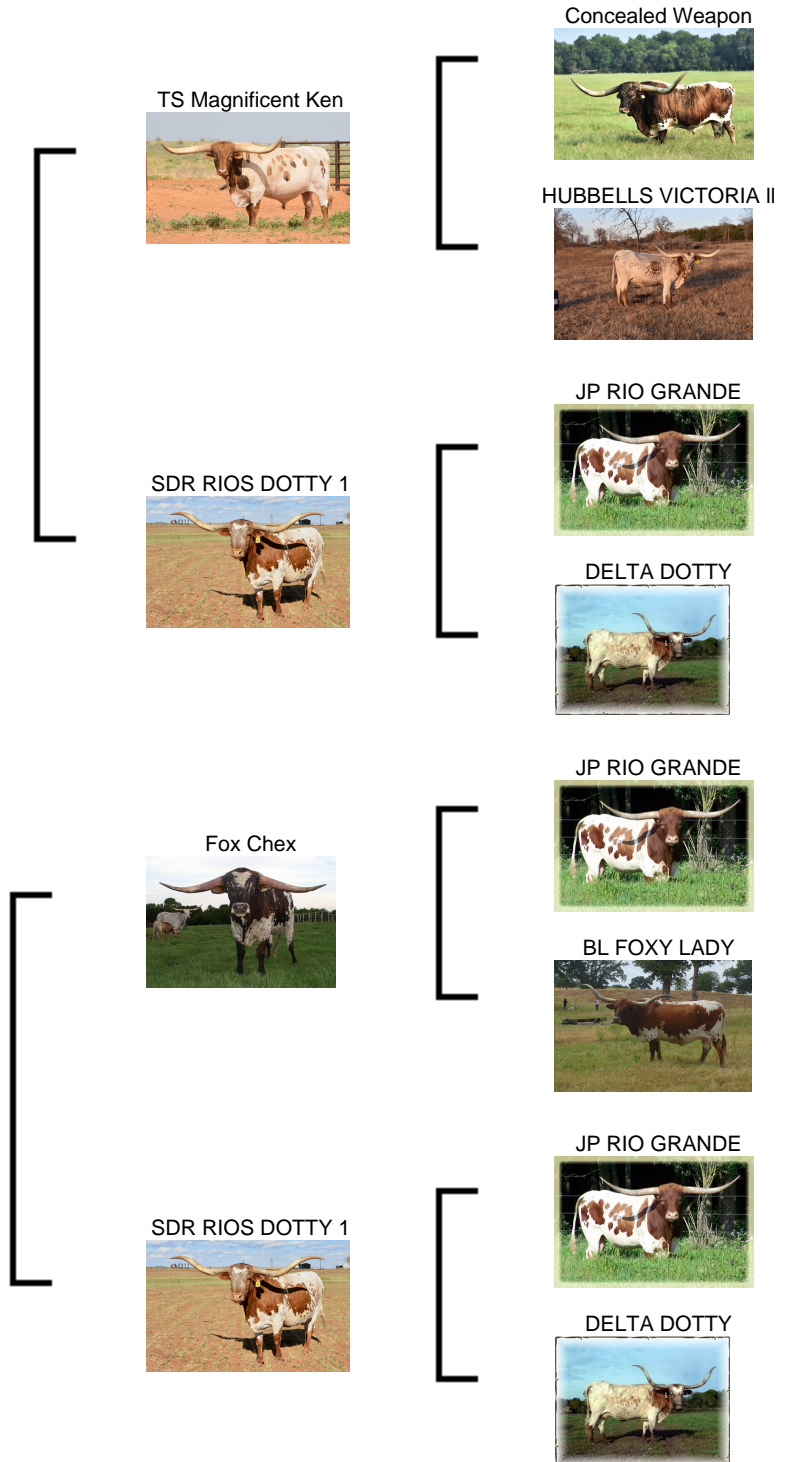 Concealed Weapon
TS Magnificent Ken
HUBBELLS VICTORIA II
JP RIO GRANDE
SDR RIOS DOTTY 1
DELTA DOTTY
JP RIO GRANDE
Fox Chex
BL FOXY LADY
JP RIO GRANDE
SDR RIOS DOTTY 1
DELTA DOTTY